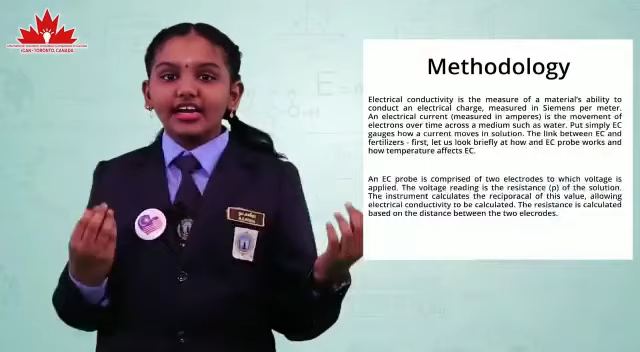 iCAN - TORONTO, CANADA
Methodology
Electrical conductivity is the measure of a material's ability to
conduct an electrical charge, measured in Siemens per meter.
An electrical current (measured in amperes) is the movement of
electrons over time across a medium such as water. Put simply EC
gauges how a current moves in solution. The link between EC and
fertilizers - first, let us look briefly at how and EC probe works and
how temperature affects EC.
An EC probe is comprised of two electrodes to which voltage is
applied. The voltage reading is the resistance (p) of the solution.
The instrument calculates the reciporacal of this value, allowing
electrical conductivity to be calculated. The resistance is calculated
based on the distance between the two elecrodes.
E=